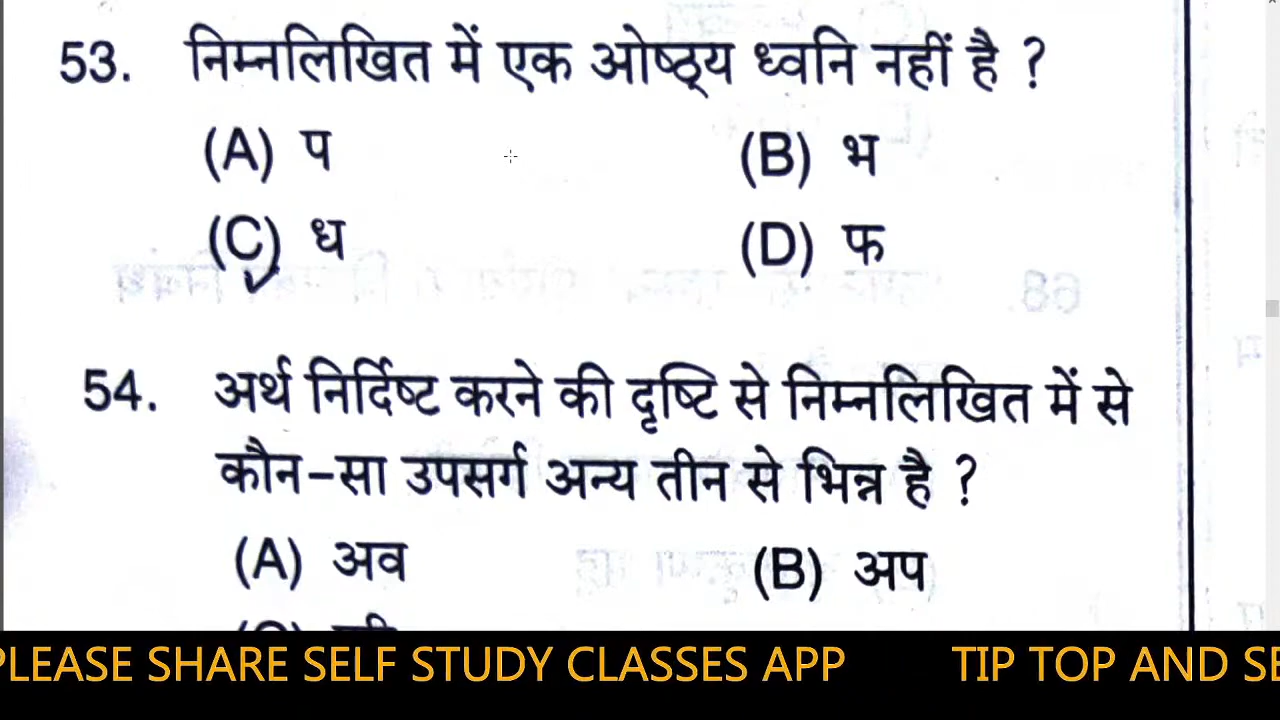 53. निम्नलिखित में एक ओष्ठ्य ध्वनि नहीं है ?
(A) प (B) भ
(C) ध (D) फ
54. अर्थ निर्दिष्ट करने की दृष्टि से निम्नलिखित में से
कौन-सा उपसर्ग अन्य तीन से भिन्न है ?
(A) अव (B) अप
PLEASE SHARE SELF STUDY CLASSES APP TIP TOP AND SE